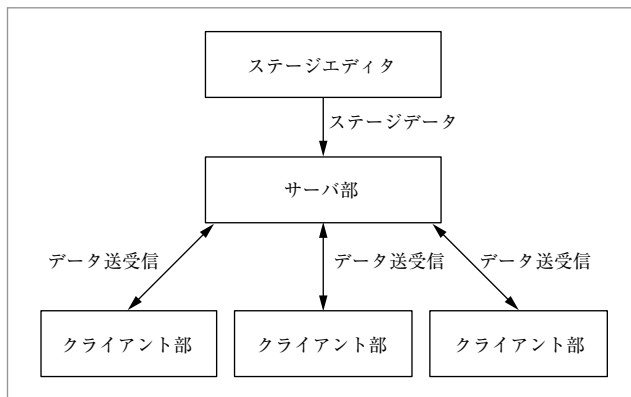 ステージエディタ
ステージデータ
サーバ部
データ送受信
データ送受信
データ送受信
クライアント部
クライアント部
クライアント部